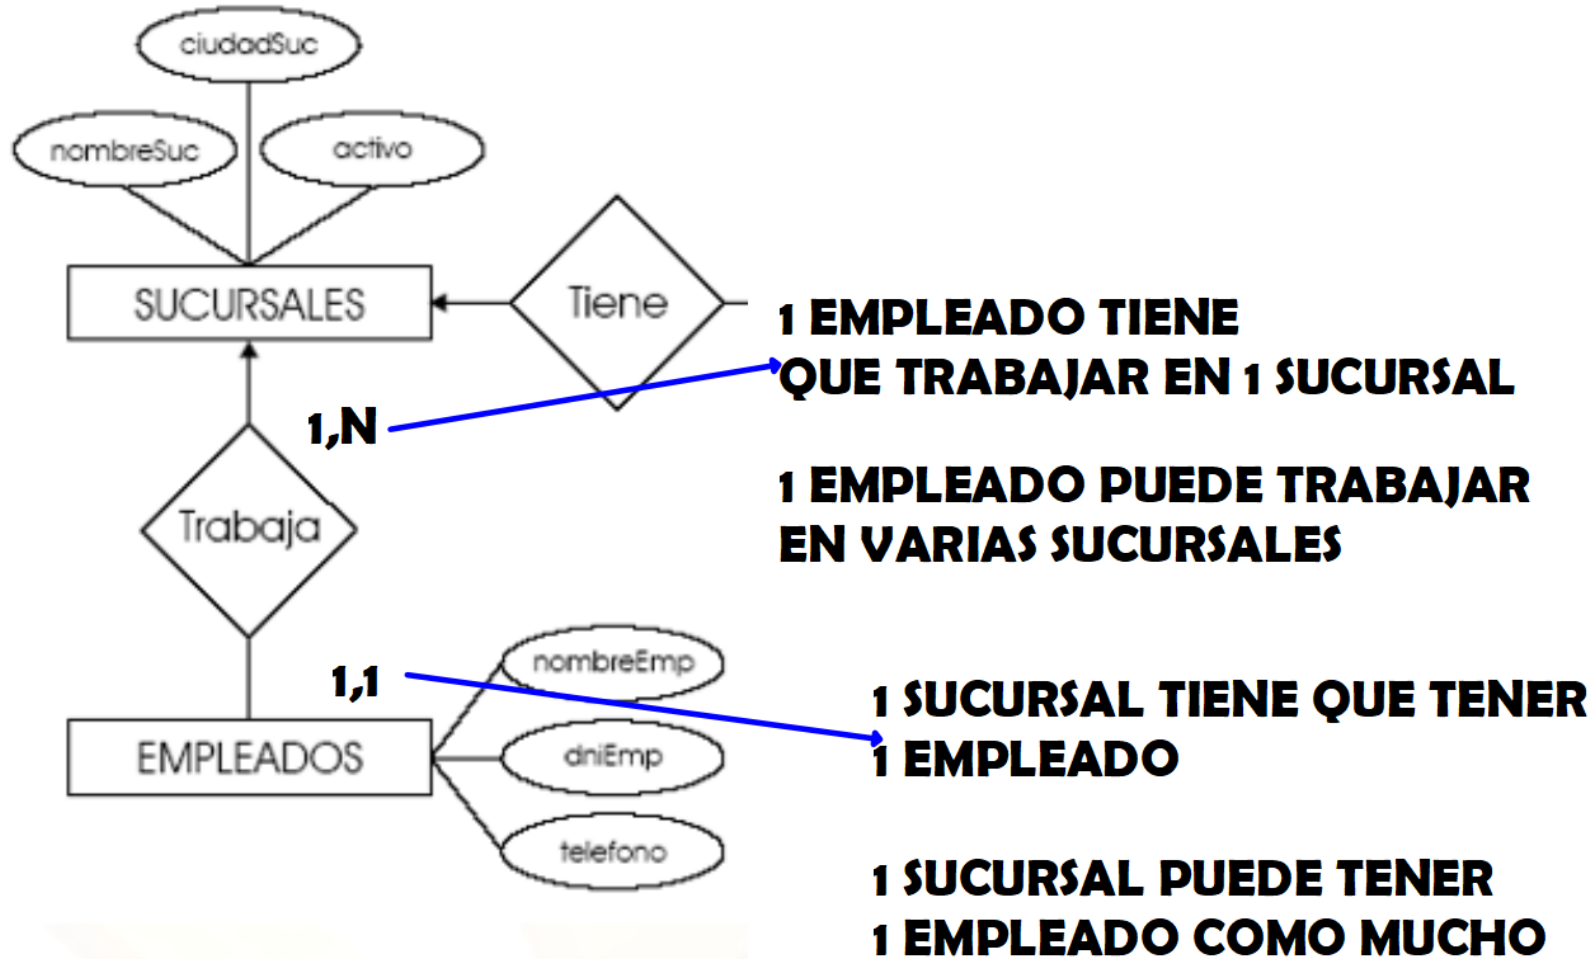 ciudadSuc
nombreSuc
activo
SUCURSALES
Tiene
1 EMPLEADO TIENE
QUE TRABAJAR EN 1 SUCURSAL
1,N
1 EMPLEADO PUEDE TRABAJAR
EN VARIAS SUCURSALES
Trabaja
1,1
nombreEmp
1 SUCURSAL TIENE QUE TENER
1 EMPLEADO
EMPLEADOS
dniEmp
telefono
1 SUCURSAL PUEDE TENER
1 EMPLEADO COMO MUCHO